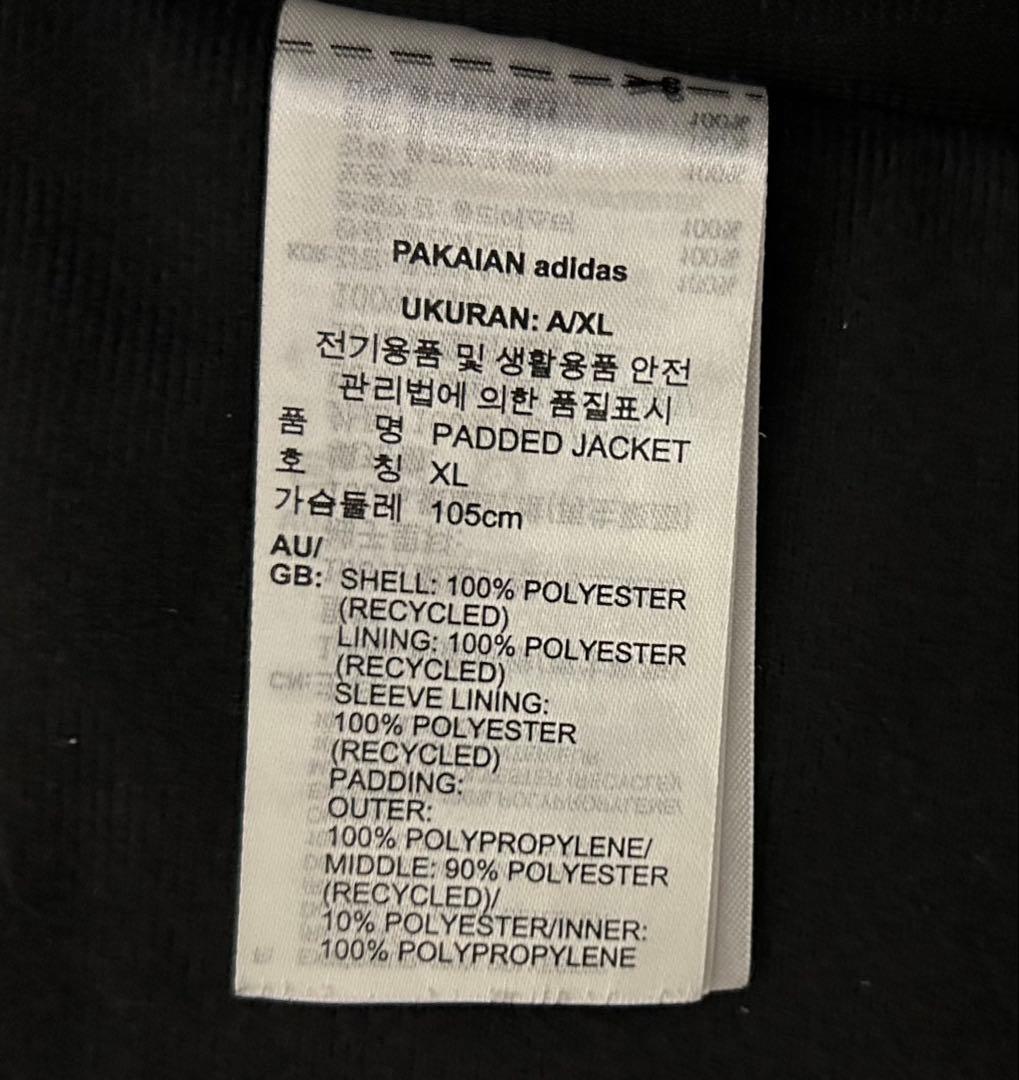 PAKAIAN adidas
UKURAN: A/XL
전기용품 및 생활용품 안전
관리법에 의한 품질표시
품 명 PADDED JACKET
호 칭 XL
가슴둘레 105cm
AU/
GB: SHELL: 100% POLYESTER
(RECYCLED)
LINING: 100% POLYESTER
(RECYCLED)
SLEEVE LINING:
100% POLYESTER
(RECYCLED)
PADDING:
OUTER:
100% POLYPROPYLENE/
MIDDLE: 90% POLYESTER
(RECYCLED)/
10% POLYESTER/INNER:
100% POLYPROPYLENE